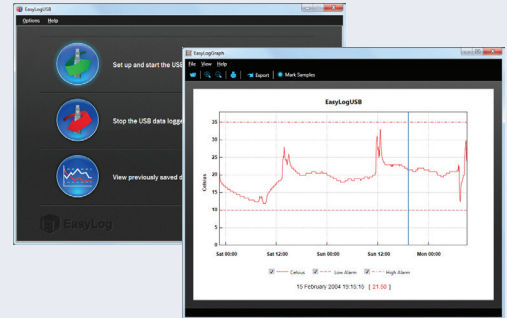 EasyLogUSB
Options Help
Set up and start the USB
Stop the USB data logge
View previously saved d
EasyLog
EasyLogGraph
File View Help
Export Mark Samples
EasyLogUSB
35
30
25
20
15
10
5
0
Celsius
Sat 00:00 Sat 12:00 Sun 00:00 Sun 12:00 Mon 00:00
Celsius Low Alarm High Alarm
15 February 2004 19:15:15 [ 21.50 ]